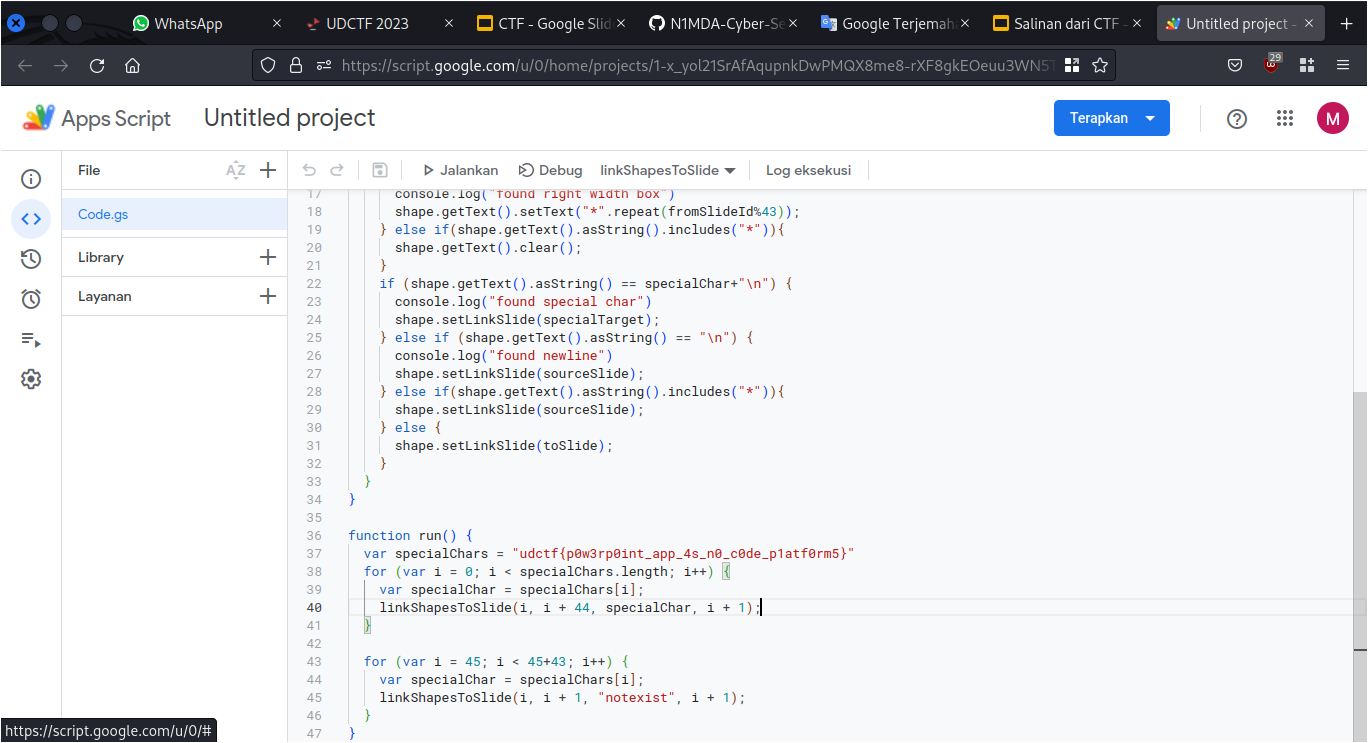 WhatsApp
UDCTF 2023
CTF - Google Slid
N1MDA-Cyber-Se
Google Terjemah
Salinan dari CTF -
Untitled project -
https://script.google.com/u/0/home/projects/1-x_yol21SrAfAqupnkDwPMQX8me8-rXF8gkEOeuu3WN5T
29
Apps Script
Untitled project
Terapkan
M
File
AZ
Jalankan
Debug
linkShapesToSlide
Log eksekusi
Code.gs
Library
Layanan
17 console.log("found right width box")
18 shape.getText().setText("*".repeat(fromSlideId%43));
19 } else if(shape.getText().asString().includes("*")){
20 shape.getText().clear();
21 }
22 if (shape.getText().asString() == specialChar+"\n") {
23 console.log("found special char")
24 shape.setLinkSlide(specialTarget);
25 } else if (shape.getText().asString() == "\n") {
26 console.log("found newline")
27 shape.setLinkSlide(sourceSlide);
28 } else if(shape.getText().asString().includes("*")){
29 shape.setLinkSlide(sourceSlide);
30 } else {
31 shape.setLinkSlide(toSlide);
32 }
33 }
34 }
35
36 function run() {
37 var specialChars = "udctf{p0w3rp0int_app_4s_n0_c0de_p1atf0rm5}"
38 for (var i = 0; i < specialChars.length; i++) {
39 var specialChar = specialChars[i];
40 linkShapesToSlide(i, i + 44, specialChar, i + 1);
41 }
42
43 for (var i = 45; i < 45+43; i++) {
44 var specialChar = specialChars[i];
45 linkShapesToSlide(i, i + 1, "notexist", i + 1);
46 }
47 }
https://script.google.com/u/0/#